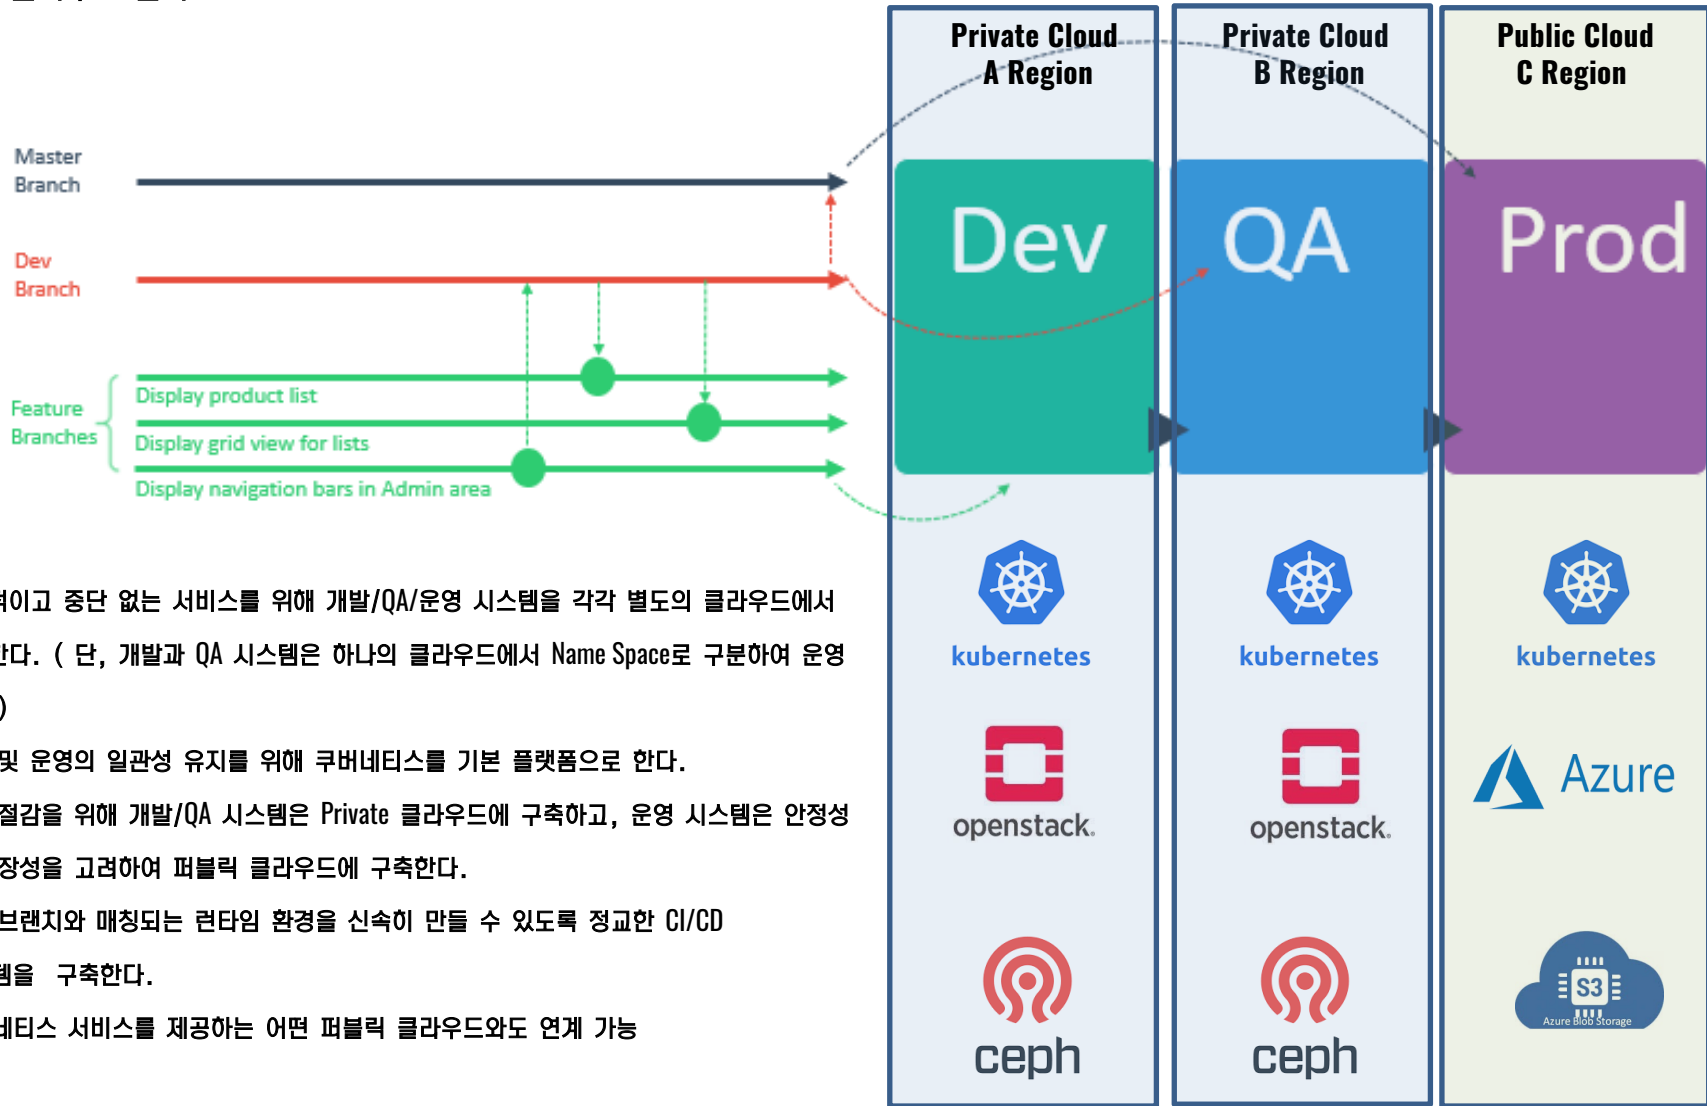 Private Cloud
A Region
Private Cloud
B Region
Public Cloud
C Region
Master
Branch
Dev
Branch
Feature
Branches
Display product list
Display grid view for lists
Display navigation bars in Admin area
Dev
QA
Prod
적이고 중단 없는 서비스를 위해 개발/QA/운영 시스템을 각각 별도의 클라우드에서
한다. ( 단, 개발과 QA 시스템은 하나의 클라우드에서 Name Space로 구분하여 운영
)
및 운영의 일관성 유지를 위해 쿠버네티스를 기본 플랫폼으로 한다.
절감을 위해 개발/QA 시스템은 Private 클라우드에 구축하고, 운영 시스템은 안정성
장성을 고려하여 퍼블릭 클라우드에 구축한다.
브랜치와 매칭되는 런타임 환경을 신속히 만들 수 있도록 정교한 CI/CD
템을 구축한다.
네티스 서비스를 제공하는 어떤 퍼블릭 클라우드와도 연계 가능
kubernetes
kubernetes
kubernetes
openstack.
openstack.
Azure
ceph
ceph
S3
Azure Blob Storage